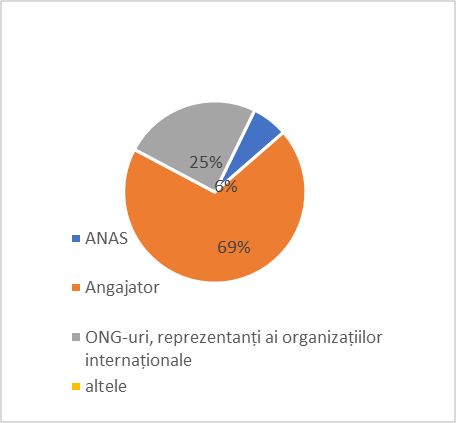 25%
6%
69%
ANAS
Angajator
ONG-uri, reprezentanți ai organizațiilor
internaționale
altele